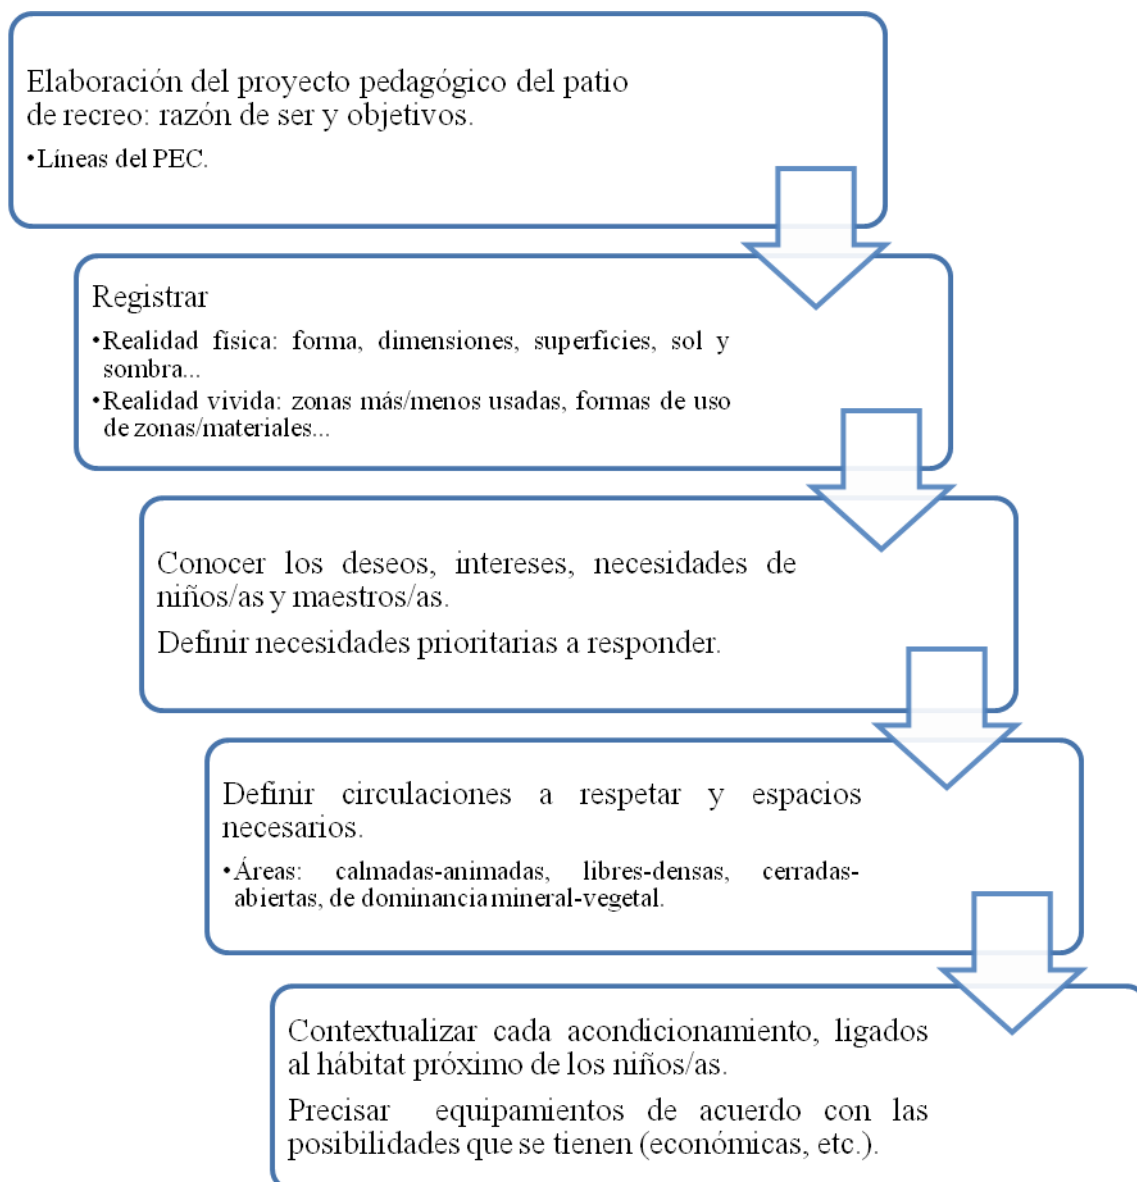 Elaboración del proyecto pedagógico del patio
de recreo: razón de ser y objetivos.
•Líneas del PEC.
Registrar
•Realidad física: forma, dimensiones, superficies, sol y
sombra...
•Realidad vivida: zonas más/menos usadas, formas de uso
de zonas/materiales...
Conocer los deseos, intereses, necesidades de
niños/as y maestros/as.
Definir necesidades prioritarias a responder.
Definir circulaciones a respetar y espacios
necesarios.
•Áreas: calmadas-animadas, libres-densas, cerradas-
abiertas, de dominancia mineral-vegetal.
Contextualizar cada acondicionamiento, ligados
al hábitat próximo de los niños/as.
Precisar equipamientos de acuerdo con las
posibilidades que se tienen (económicas, etc.).